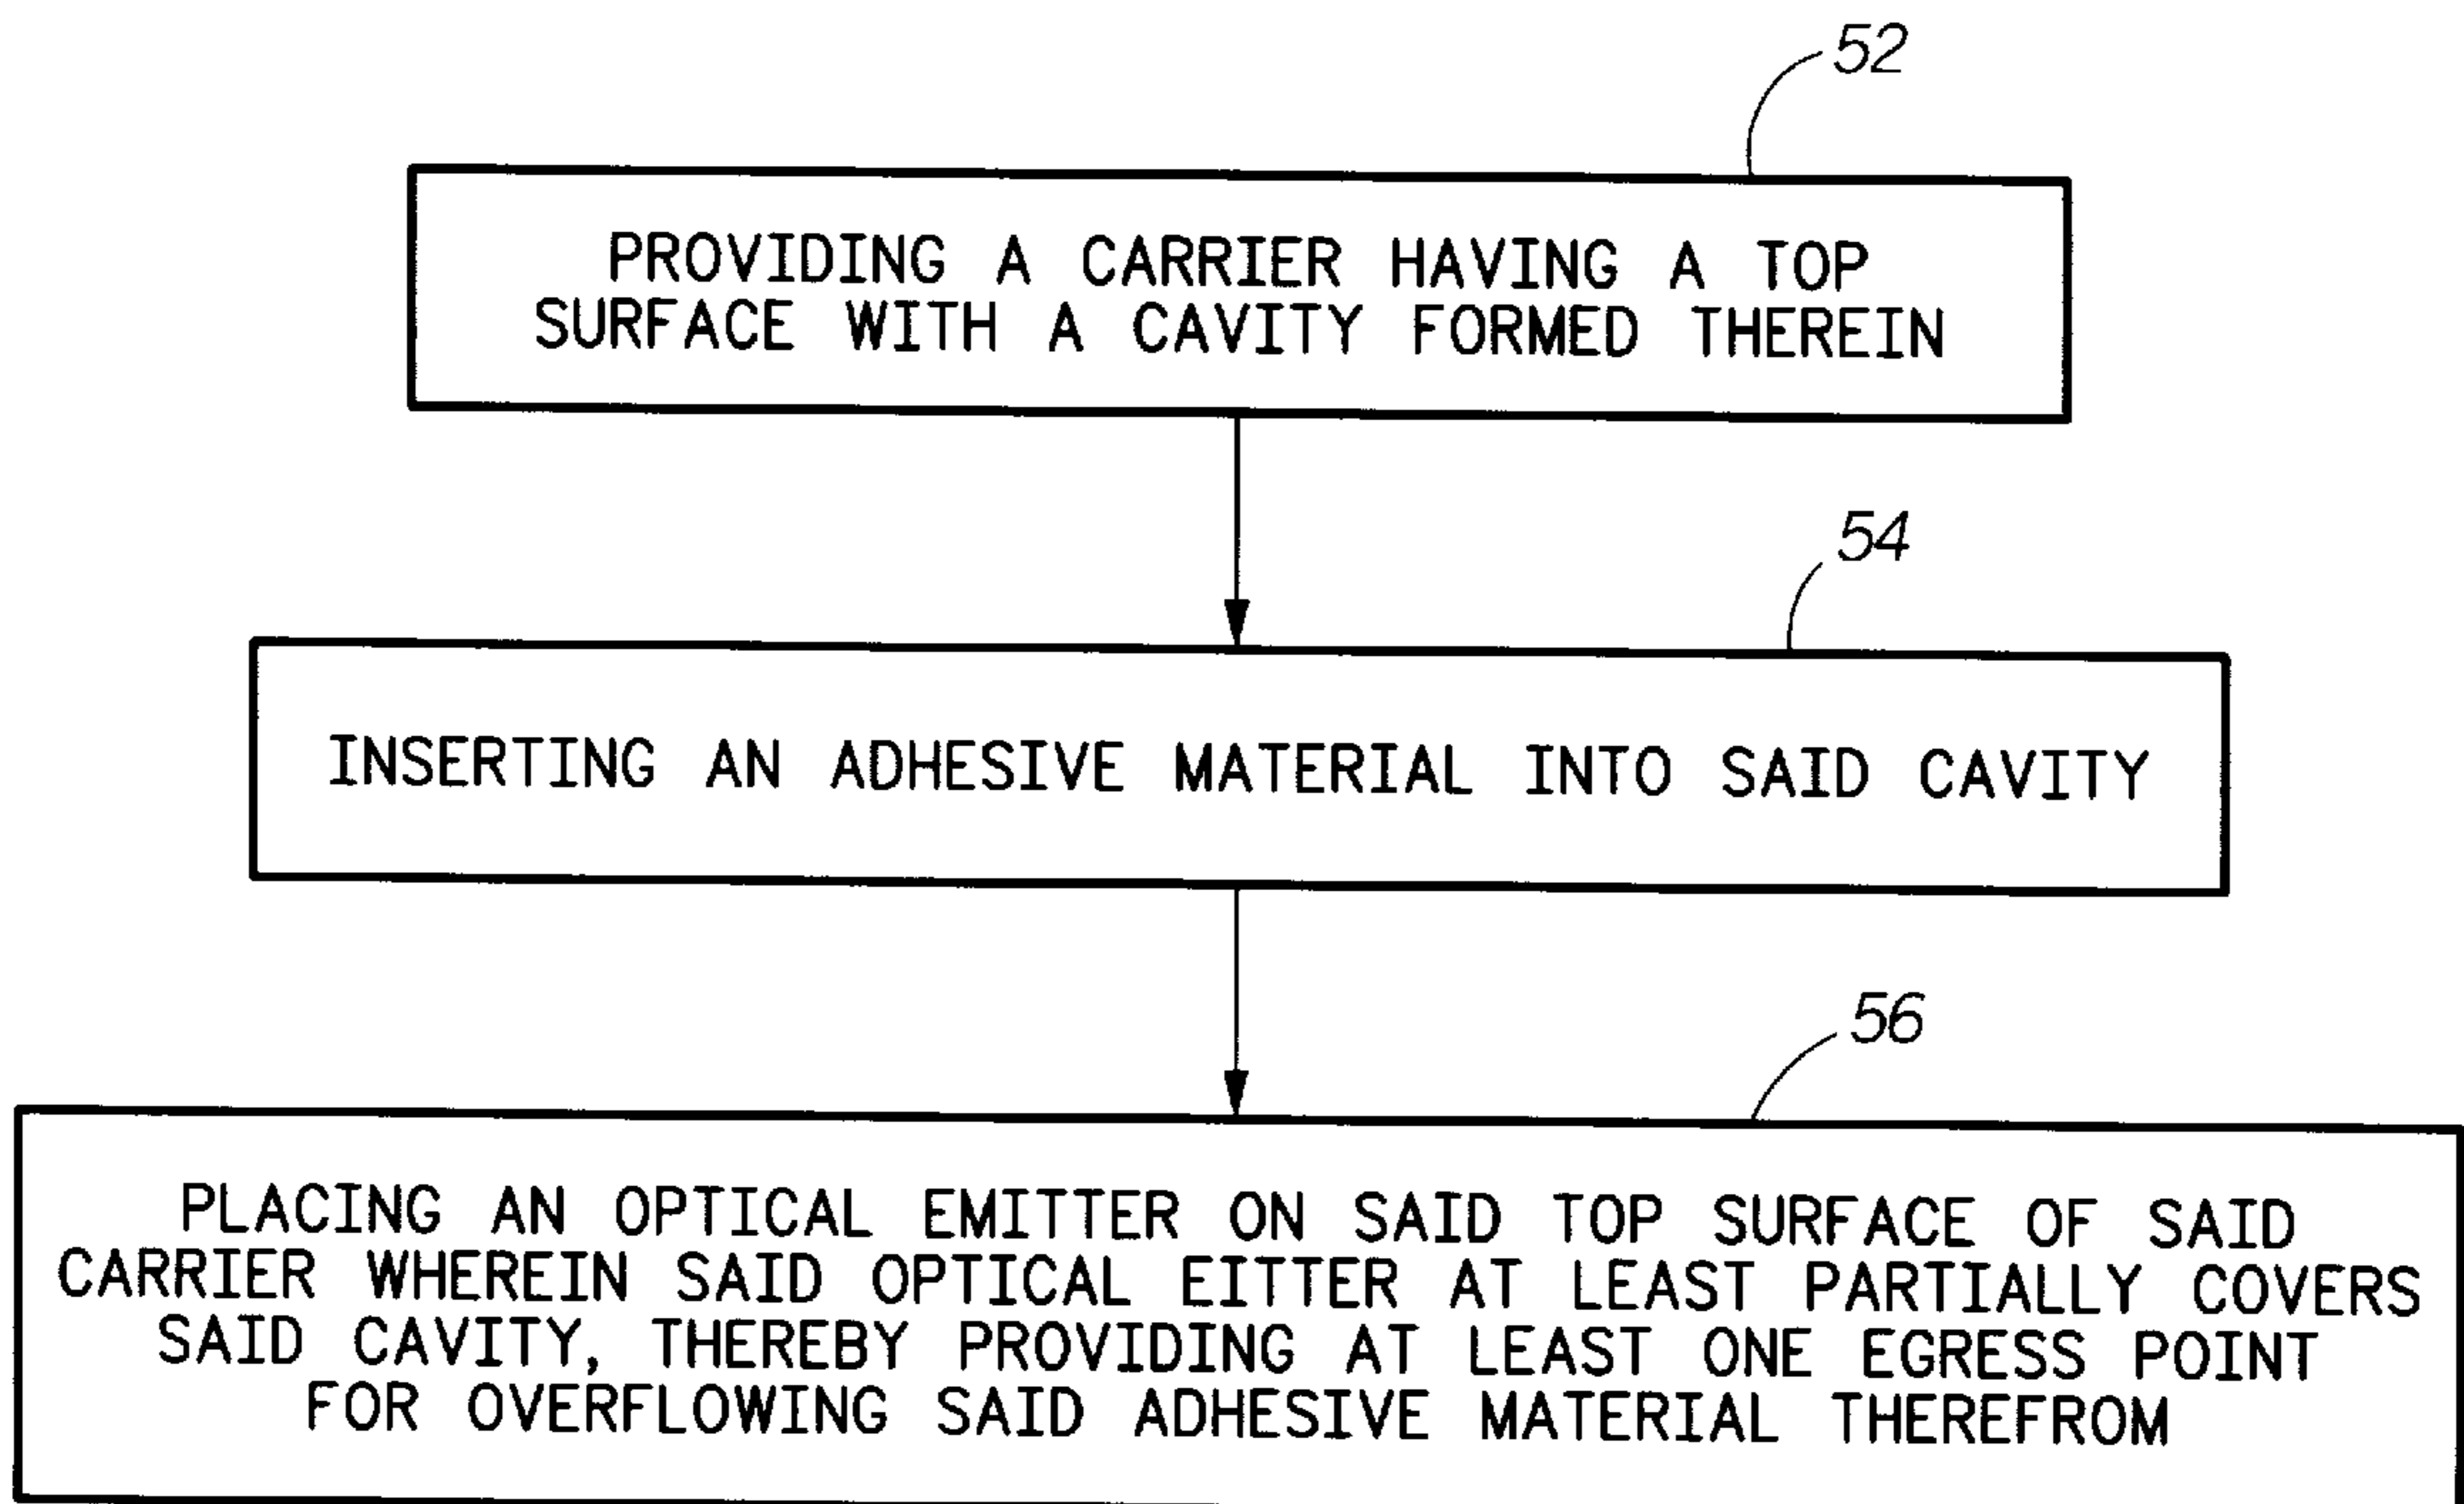 52
PROVIDING A CARRIER HAVING A TOP
SURFACE WITH A CAVITY FORMED THEREIN
54
INSERTING AN ADHESIVE MATERIAL INTO SAID CAVITY
56
PLACING AN OPTICAL EMITTER ON SAID TOP SURFACE OF SAID
CARRIER WHEREIN SAID OPTICAL EITTER AT LEAST PARTIALLY COVERS
SAID CAVITY, THEREBY PROVIDING AT LEAST ONE EGRESS POINT
FOR OVERFLOWING SAID ADHESIVE MATERIAL THEREFROM